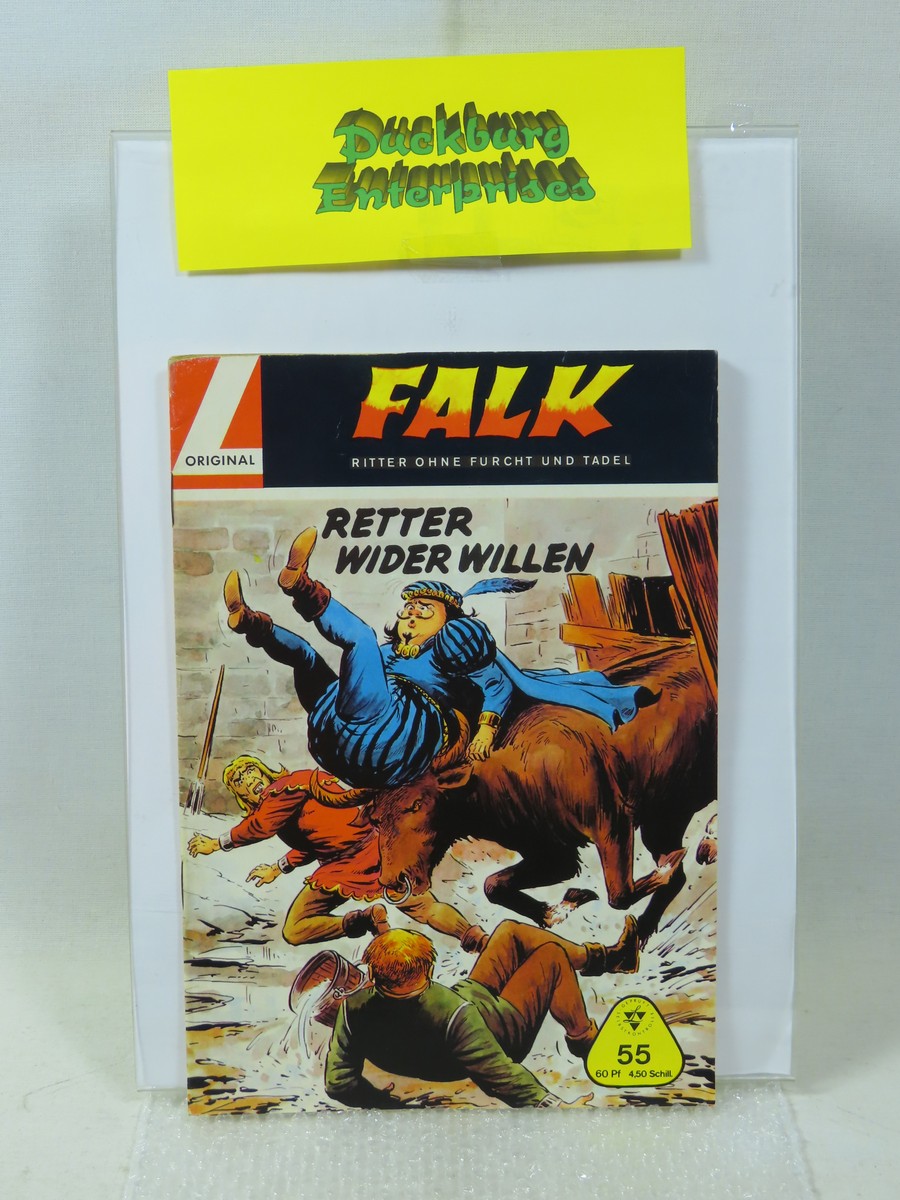 Duckburg
Enterprises
ORIGINAL
FALK
RITTER OHNE FURCHT UND TADEL
RETTER
WIDER WILLEN
55
60 Pf 4,50 Schill.